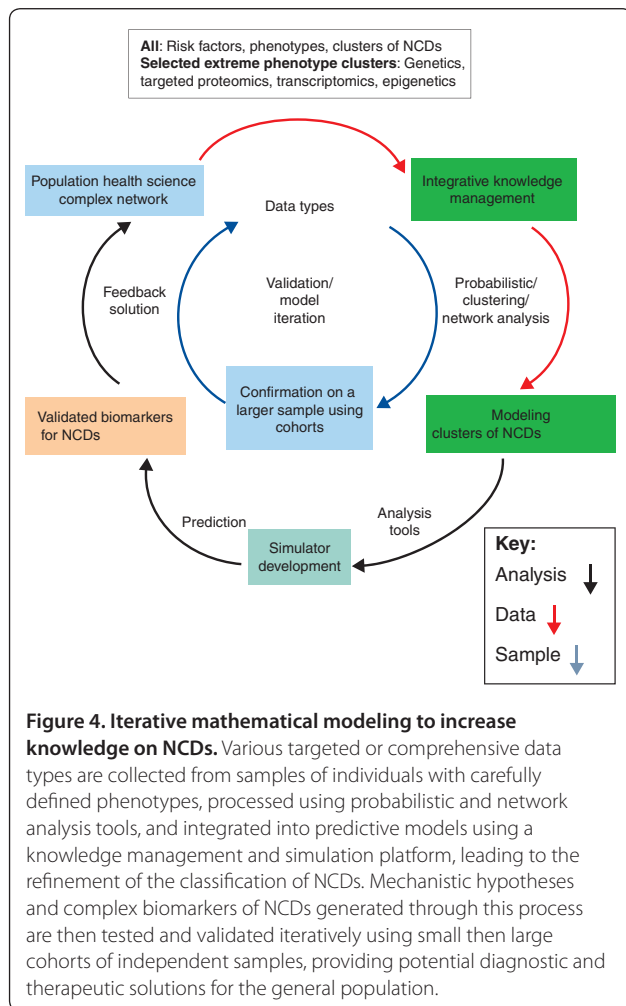 All: Risk factors, phenotypes, clusters of NCDs
Selected extreme phenotype clusters: Genetics,
targeted proteomics, transcriptomics, epigenetics
Population health science
complex network
Data types
Integrative knowledge
management
Feedback
solution
Validation/
model
iteration
Probabilistic/
clustering/
network analysis
Validated biomarkers
for NCDs
Confirmation on a
larger sample using
cohorts
Modeling
clusters of NCDs
Prediction
Simulator
development
Analysis
tools
Key:
Analysis
Data
Sample
Figure 4. Iterative mathematical modeling to increase
knowledge on NCDs. Various targeted or comprehensive data
types are collected from samples of individuals with carefully
defined phenotypes, processed using probabilistic and network
analysis tools, and integrated into predictive models using a
knowledge management and simulation platform, leading to the
refinement of the classification of NCDs. Mechanistic hypotheses
and complex biomarkers of NCDs generated through this process
are then tested and validated iteratively using small then large
cohorts of independent samples, providing potential diagnostic and
therapeutic solutions for the general population.